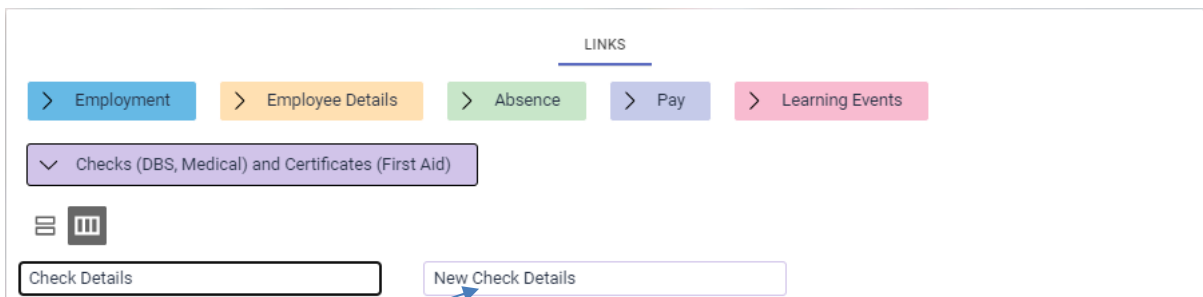 LINKS
Employment Employee Details Absence Pay Learning Events
Checks (DBS, Medical) and Certificates (First Aid)
Check Details New Check Details